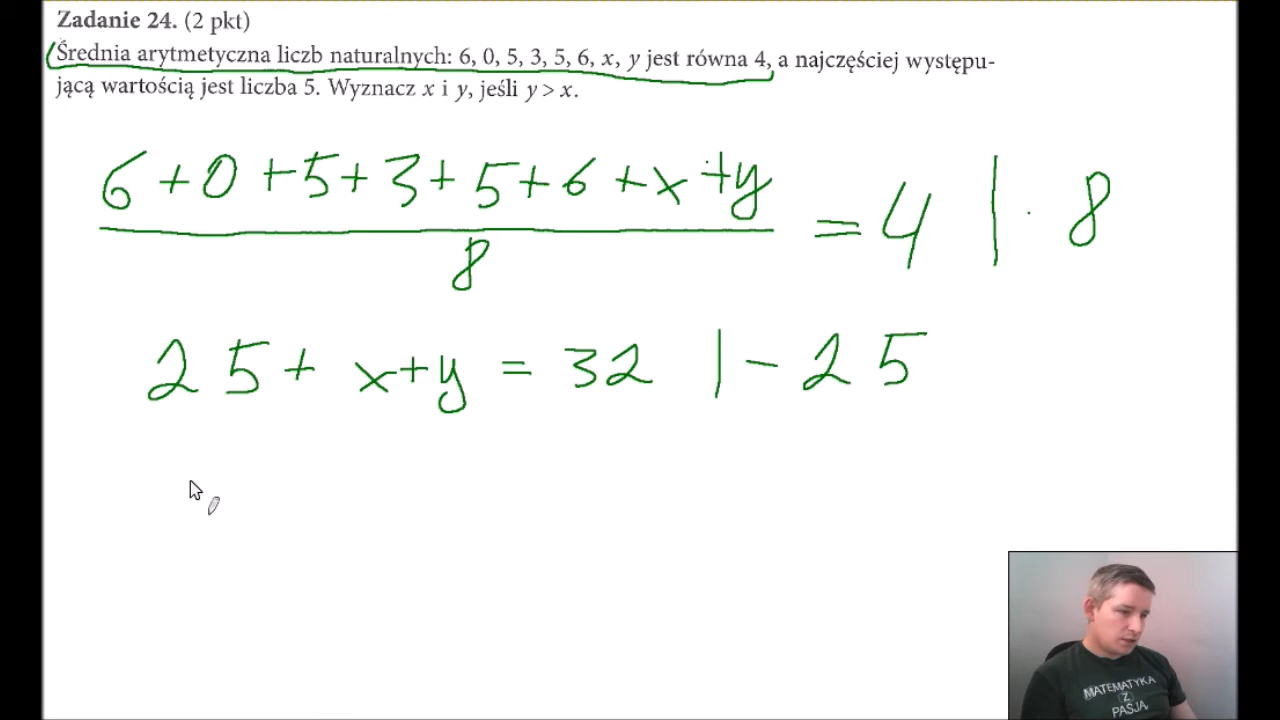 Zadanie 24. (2 pkt)
Średnia arytmetyczna liczb naturalnych: 6, 0, 5, 3, 5, 6, x, y jest równa 4, a najczęściej występu-
jącą wartością jest liczba 5. Wyznacz x i y, jeśli y > x.
6 + 0 + 5 + 3 + 5 + 6 + x + y
= 4 | · 8
8
25 + x + y = 32 | - 25
MATEMATYKA
Z
PASJĄ